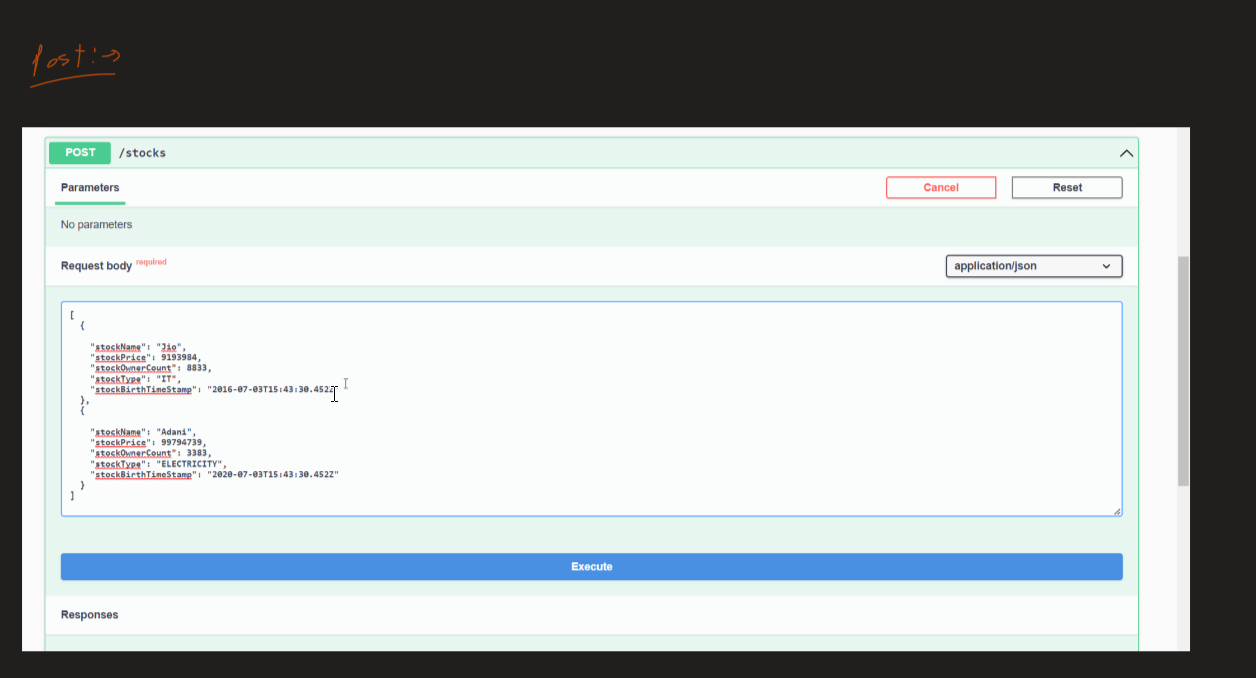 Post:→
POST /stocks
Parameters
Cancel
Reset
No parameters
Request body required
application/json
[
{
"stockName": "Jio",
"stockPrice": 9193984,
"stockOwnerCount": 8833,
"stockType": "IT",
"stockBirthTimeStamp": "2016-07-03T15:43:30.452Z
},
{
"stockName": "Adani",
"stockPrice": 99794739,
"stockOwnerCount": 3383,
"stockType": "ELECTRICITY",
"stockBirthTimeStamp": "2020-07-03T15:43:30.452Z"
}
]
Execute
Responses